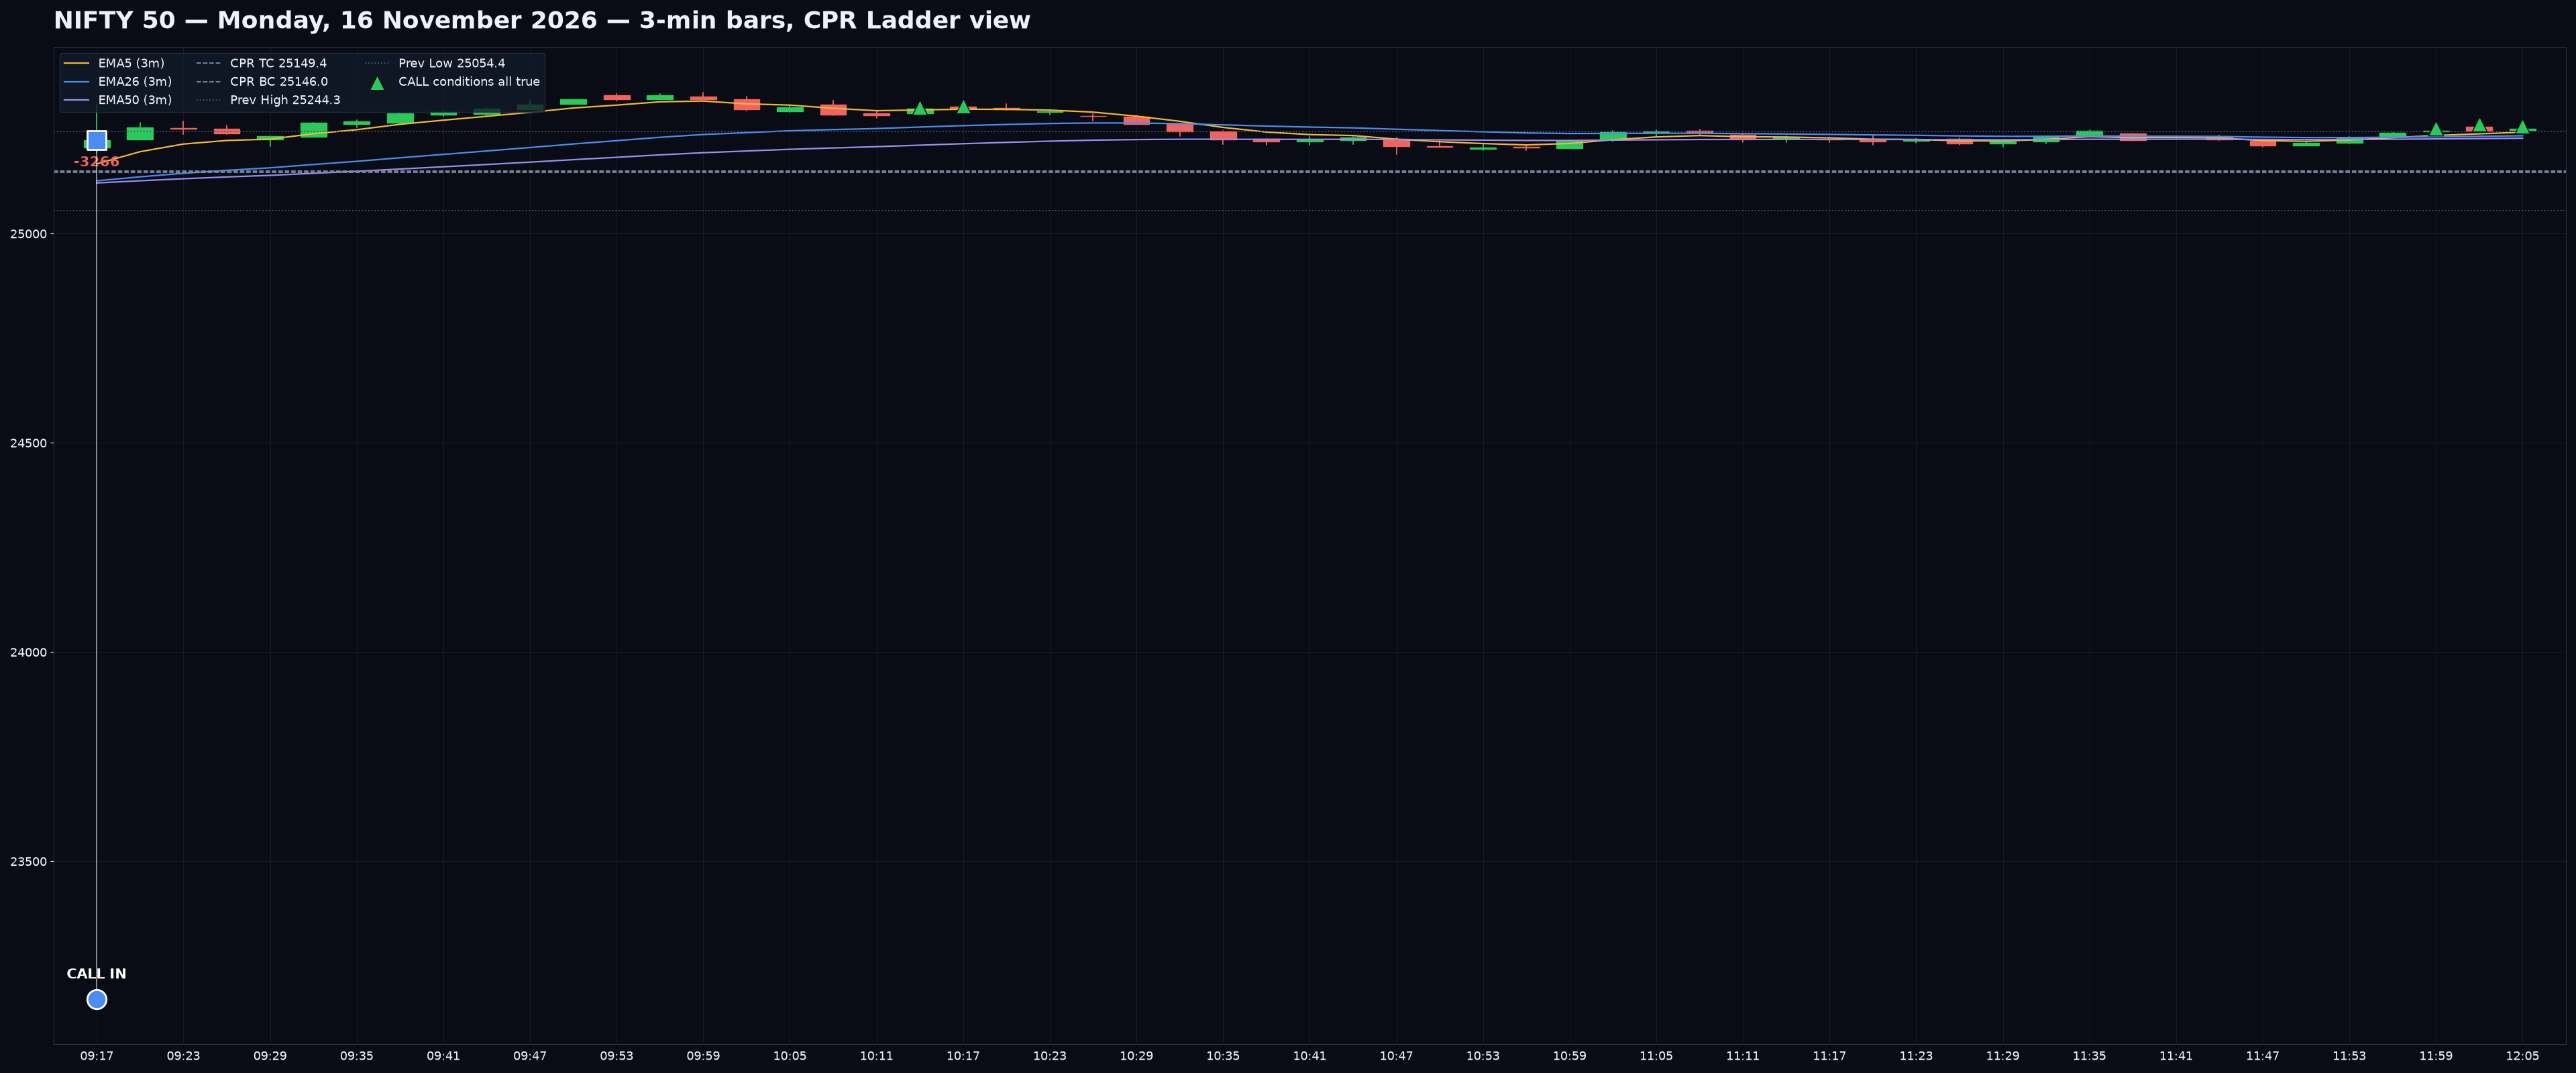 NIFTY 50 — Monday, 16 November 2026 — 3-min bars, CPR Ladder view
EMA5 (3m)
EMA26 (3m)
EMA50 (3m)
CPR TC 25149.4
CPR BC 25146.0
Prev High 25244.3
Prev Low 25054.4
CALL conditions all true
-3266
25000
24500
24000
23500
CALL IN
09:17 09:23 09:29 09:35 09:41 09:47 09:53 09:59 10:05 10:11 10:17 10:23 10:29 10:35 10:41 10:47 10:53 10:59 11:05 11:11 11:17 11:23 11:29 11:35 11:41 11:47 11:53 11:59 12:05